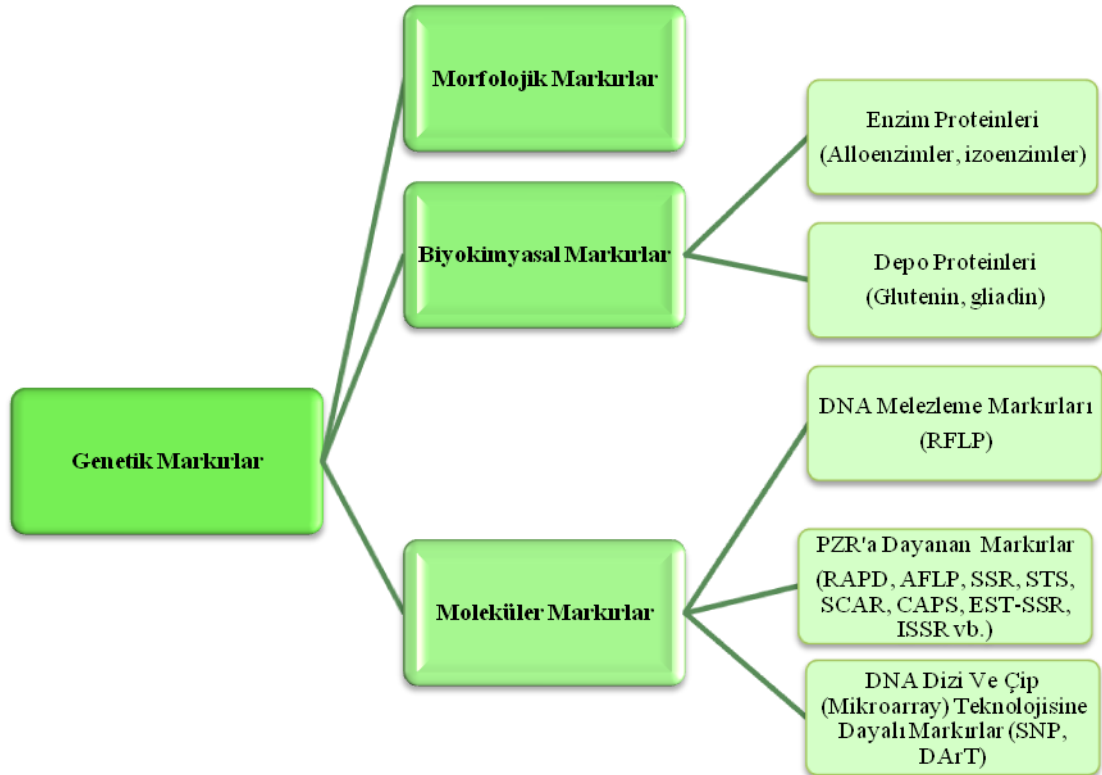 Genetik Markırlar
Morfolojik Markırlar
Biyokimyasal Markırlar
Enzim Proteinleri
(Alloenzimler, izoenzimler)
Depo Proteinleri
(Glutenin, gliadin)
Moleküler Markırlar
DNA Melezleme Markırları
(RFLP)
PZR'a Dayanan Markırlar
(RAPD, AFLP, SSR, STS,
SCAR, CAPS, EST-SSR,
ISSR vb.)
DNA Dizi Ve Çip
(Mikroarray) Teknolojisine
Dayalı Markırlar (SNP,
DArT)